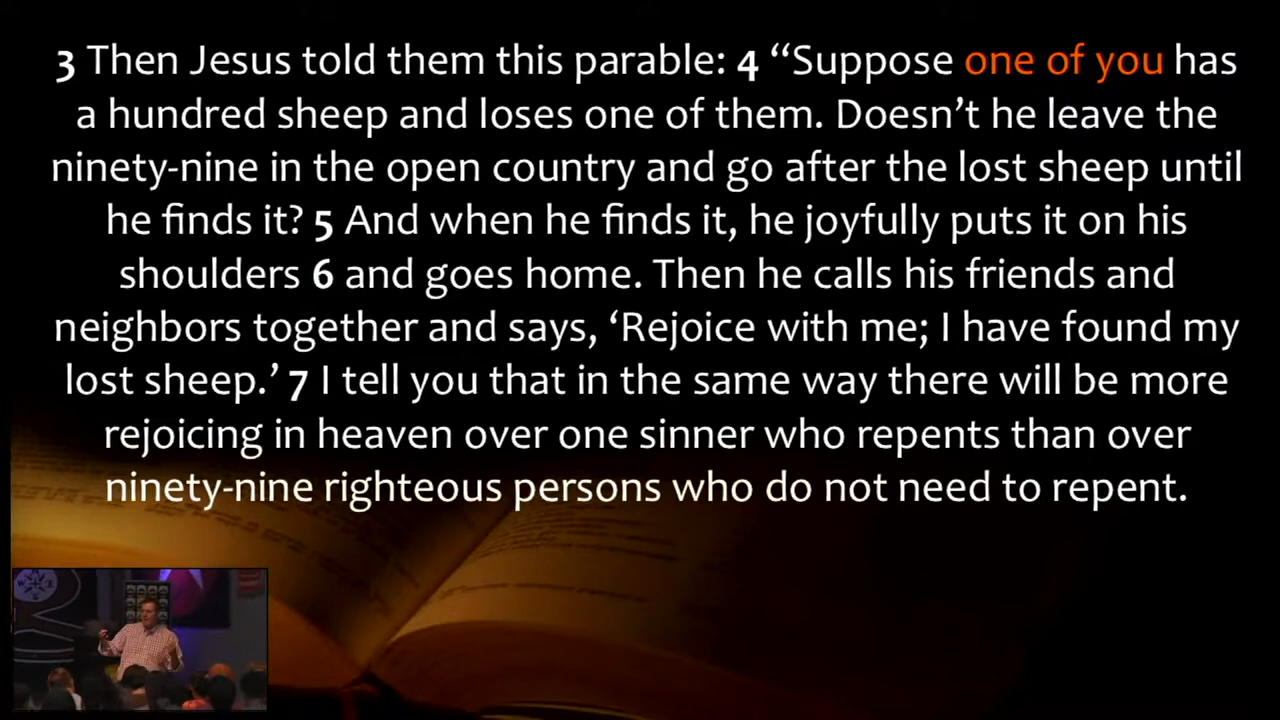 3 Then Jesus told them this parable: 4 “Suppose one of you has
a hundred sheep and loses one of them. Doesn’t he leave the
ninety-nine in the open country and go after the lost sheep until
he finds it? 5 And when he finds it, he joyfully puts it on his
shoulders 6 and goes home. Then he calls his friends and
neighbors together and says, ‘Rejoice with me; I have found my
lost sheep.’ 7 I tell you that in the same way there will be more
rejoicing in heaven over one sinner who repents than over
ninety-nine righteous persons who do not need to repent.